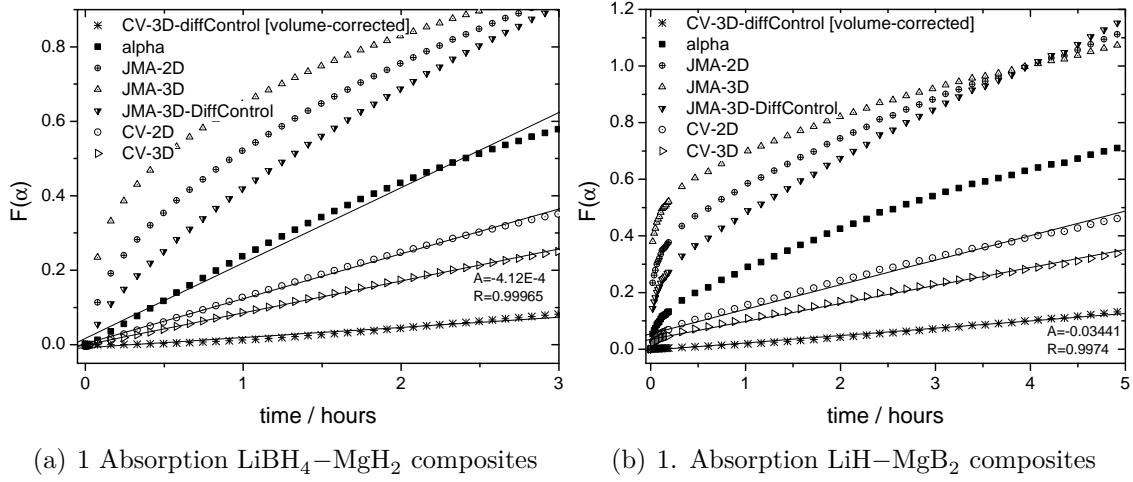 CV-3D-diffControl [volume-corrected]
alpha
JMA-2D
JMA-3D
JMA-3D-DiffControl
CV-2D
CV-3D
0.8
0.6
0.4
0.2
0.0
F(α)
A=-4.12E-4
R=0.99965
0 1 2 3
time / hours
(a) 1 Absorption LiBH4−MgH2 composites
CV-3D-diffControl [volume-corrected]
alpha
JMA-2D
JMA-3D
JMA-3D-DiffControl
CV-2D
CV-3D
1.2
1.0
0.8
0.6
0.4
0.2
0.0
F(α)
A=-0.03441
R=0.9974
0 1 2 3 4 5
time / hours
(b) 1. Absorption LiH−MgB2 composites